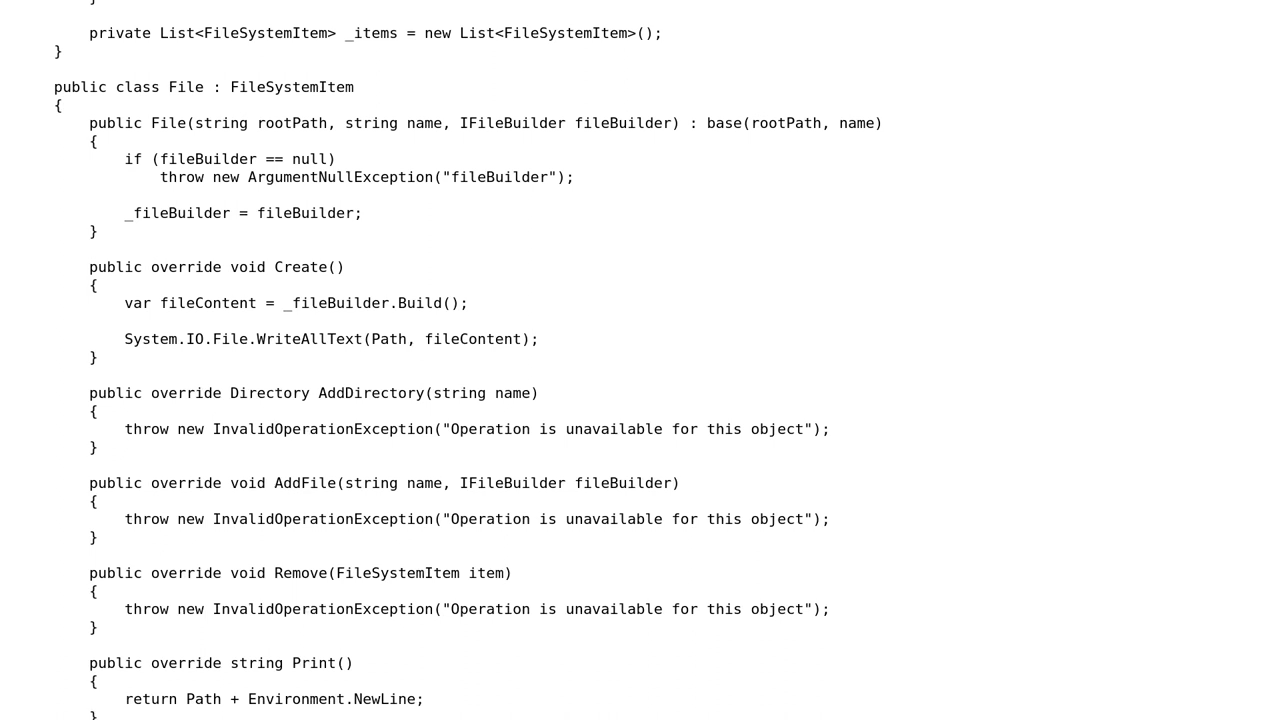 }
    private List<FileSystemItem> _items = new List<FileSystemItem>();
}
public class File : FileSystemItem
{
    public File(string rootPath, string name, IFileBuilder fileBuilder) : base(rootPath, name)
    {
        if (fileBuilder == null)
            throw new ArgumentNullException("fileBuilder");
        _fileBuilder = fileBuilder;
    }
    public override void Create()
    {
        var fileContent = _fileBuilder.Build();
        System.IO.File.WriteAllText(Path, fileContent);
    }
    public override Directory AddDirectory(string name)
    {
        throw new InvalidOperationException("Operation is unavailable for this object");
    }
    public override void AddFile(string name, IFileBuilder fileBuilder)
    {
        throw new InvalidOperationException("Operation is unavailable for this object");
    }
    public override void Remove(FileSystemItem item)
    {
        throw new InvalidOperationException("Operation is unavailable for this object");
    }
    public override string Print()
    {
        return Path + Environment.NewLine;
    }